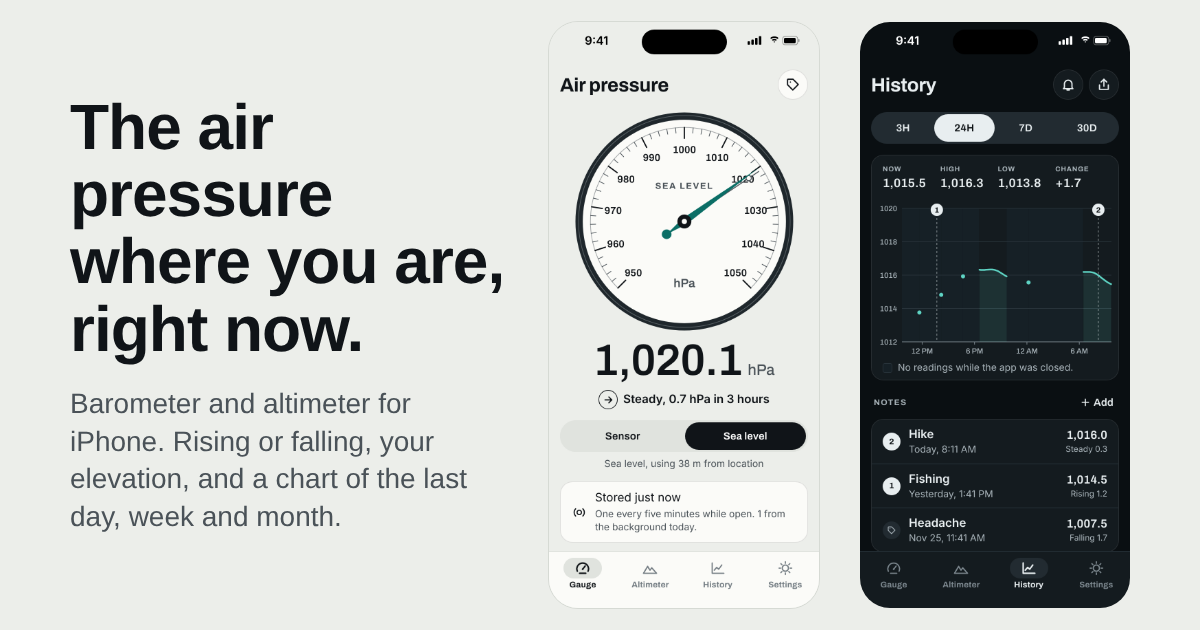 The air
pressure
where you are,
right now.
Barometer and altimeter for
iPhone. Rising or falling, your
elevation, and a chart of the last
day, week and month.
9:41
Air pressure
1000
990
1010
980
1020
SEA LEVEL
970
1030
960
1040
950
1050
hPa
1,020.1 hPa
Steady, 0.7 hPa in 3 hours
Sensor
Sea level
Sea level, using 38 m from location
Stored just now
One every five minutes while open. 1 from
the background today.
Gauge
Altimeter
History
Settings
9:41
History
3H
24H
7D
30D
NOW
HIGH
LOW
CHANGE
1,015.5
1,016.3
1,013.8
+1.7
1020
1
2
1018
1016
1014
1012
12 PM
6 PM
12 AM
6 AM
No readings while the app was closed.
NOTES
+ Add
2
Hike
1,016.0
Today, 8:11 AM
Steady 0.3
1
Fishing
1,014.5
Yesterday, 1:41 PM
Rising 1.2
Headache
1,007.5
Nov 25, 11:41 AM
Falling 1.7
Gauge
Altimeter
History
Settings